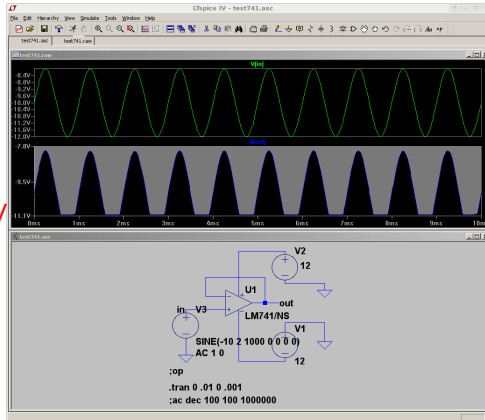 LTspice IV - test741.asc
File Edit Hierarchy View Simulate Tools Window Help
test741.asc test741.raw
test741.raw
V(in)
-8.4V
-8.8V
-9.2V
-9.6V
-10.0V
-10.4V
-10.8V
-11.2V
-11.6V
-12.0V
V(out)
-7.8V
-9.5V
-11.1V
0ms 1ms 2ms 3ms 4ms 5ms 6ms 7ms 8ms 9ms 10m
test741.asc
V2
12
U1
out
LM741/NS
in V3
V1
SINE(-10 2 1000 0 0 0 0)
AC 1 0
12
;op
.tran 0 .01 0 .001
;ac dec 100 100 1000000